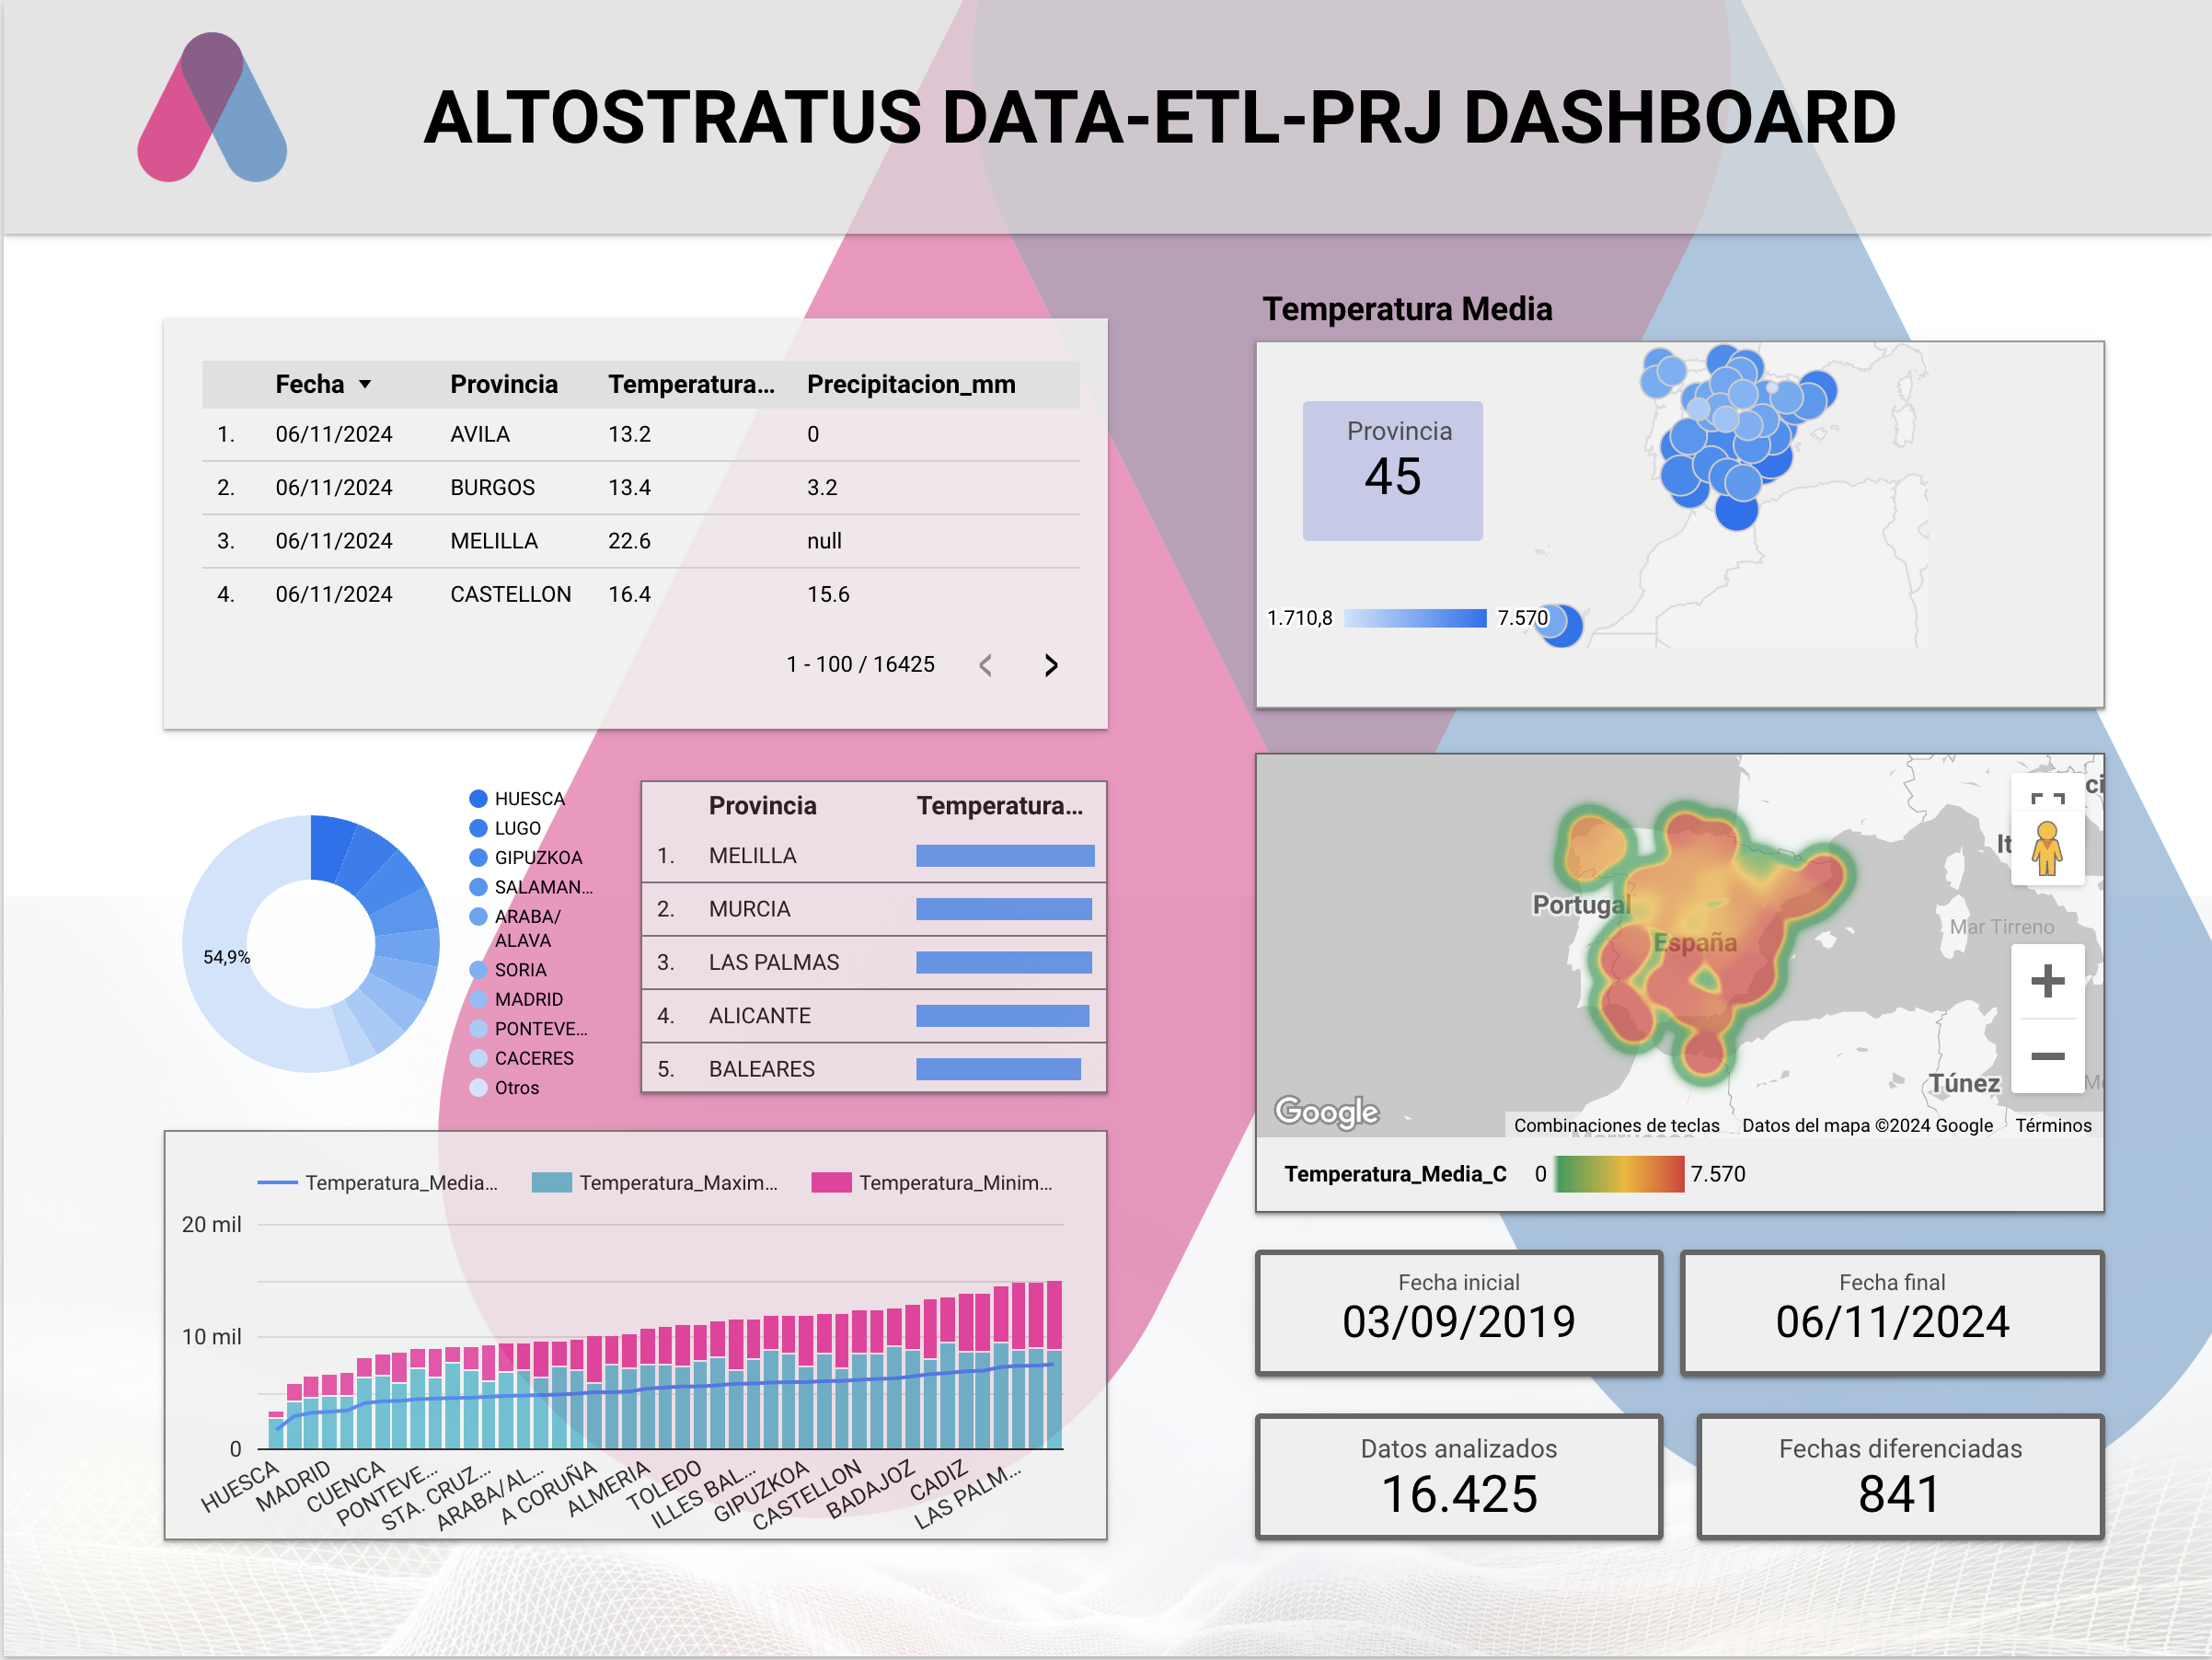 ALTOSTRATUS DATA-ETL-PRJ DASHBOARD
Fecha Provincia Temperatura... Precipitacion_mm
1. 06/11/2024 AVILA 13.2 0
2. 06/11/2024 BURGOS 13.4 3.2
3. 06/11/2024 MELILLA 22.6 null
4. 06/11/2024 CASTELLON 16.4 15.6
1 - 100 / 16425
Temperatura Media
Provincia
45
1.710,8 7.570
54,9%
HUESCA
LUGO
GIPUZKOA
SALAMAN...
ARABA/
ALAVA
SORIA
MADRID
PONTEVE...
CACERES
Otros
Provincia Temperatura...
1. MELILLA
2. MURCIA
3. LAS PALMAS
4. ALICANTE
5. BALEARES
Portugal
España
Mar Tirreno
Túnez
Google
Combinaciones de teclas Datos del mapa ©2024 Google Términos
Temperatura_Media_C 0 7.570
Temperatura_Media... Temperatura_Maxim... Temperatura_Minim...
20 mil
10 mil
0
HUESCA
MADRID
CUENCA
PONTEVE...
STA. CRUZ...
ARABA/AL...
A CORUÑA
ALMERIA
TOLEDO
ILLES BAL...
GIPUZKOA
CASTELLON
BADAJOZ
CADIZ
LAS PALM...
Fecha inicial
03/09/2019
Fecha final
06/11/2024
Datos analizados
16.425
Fechas diferenciadas
841